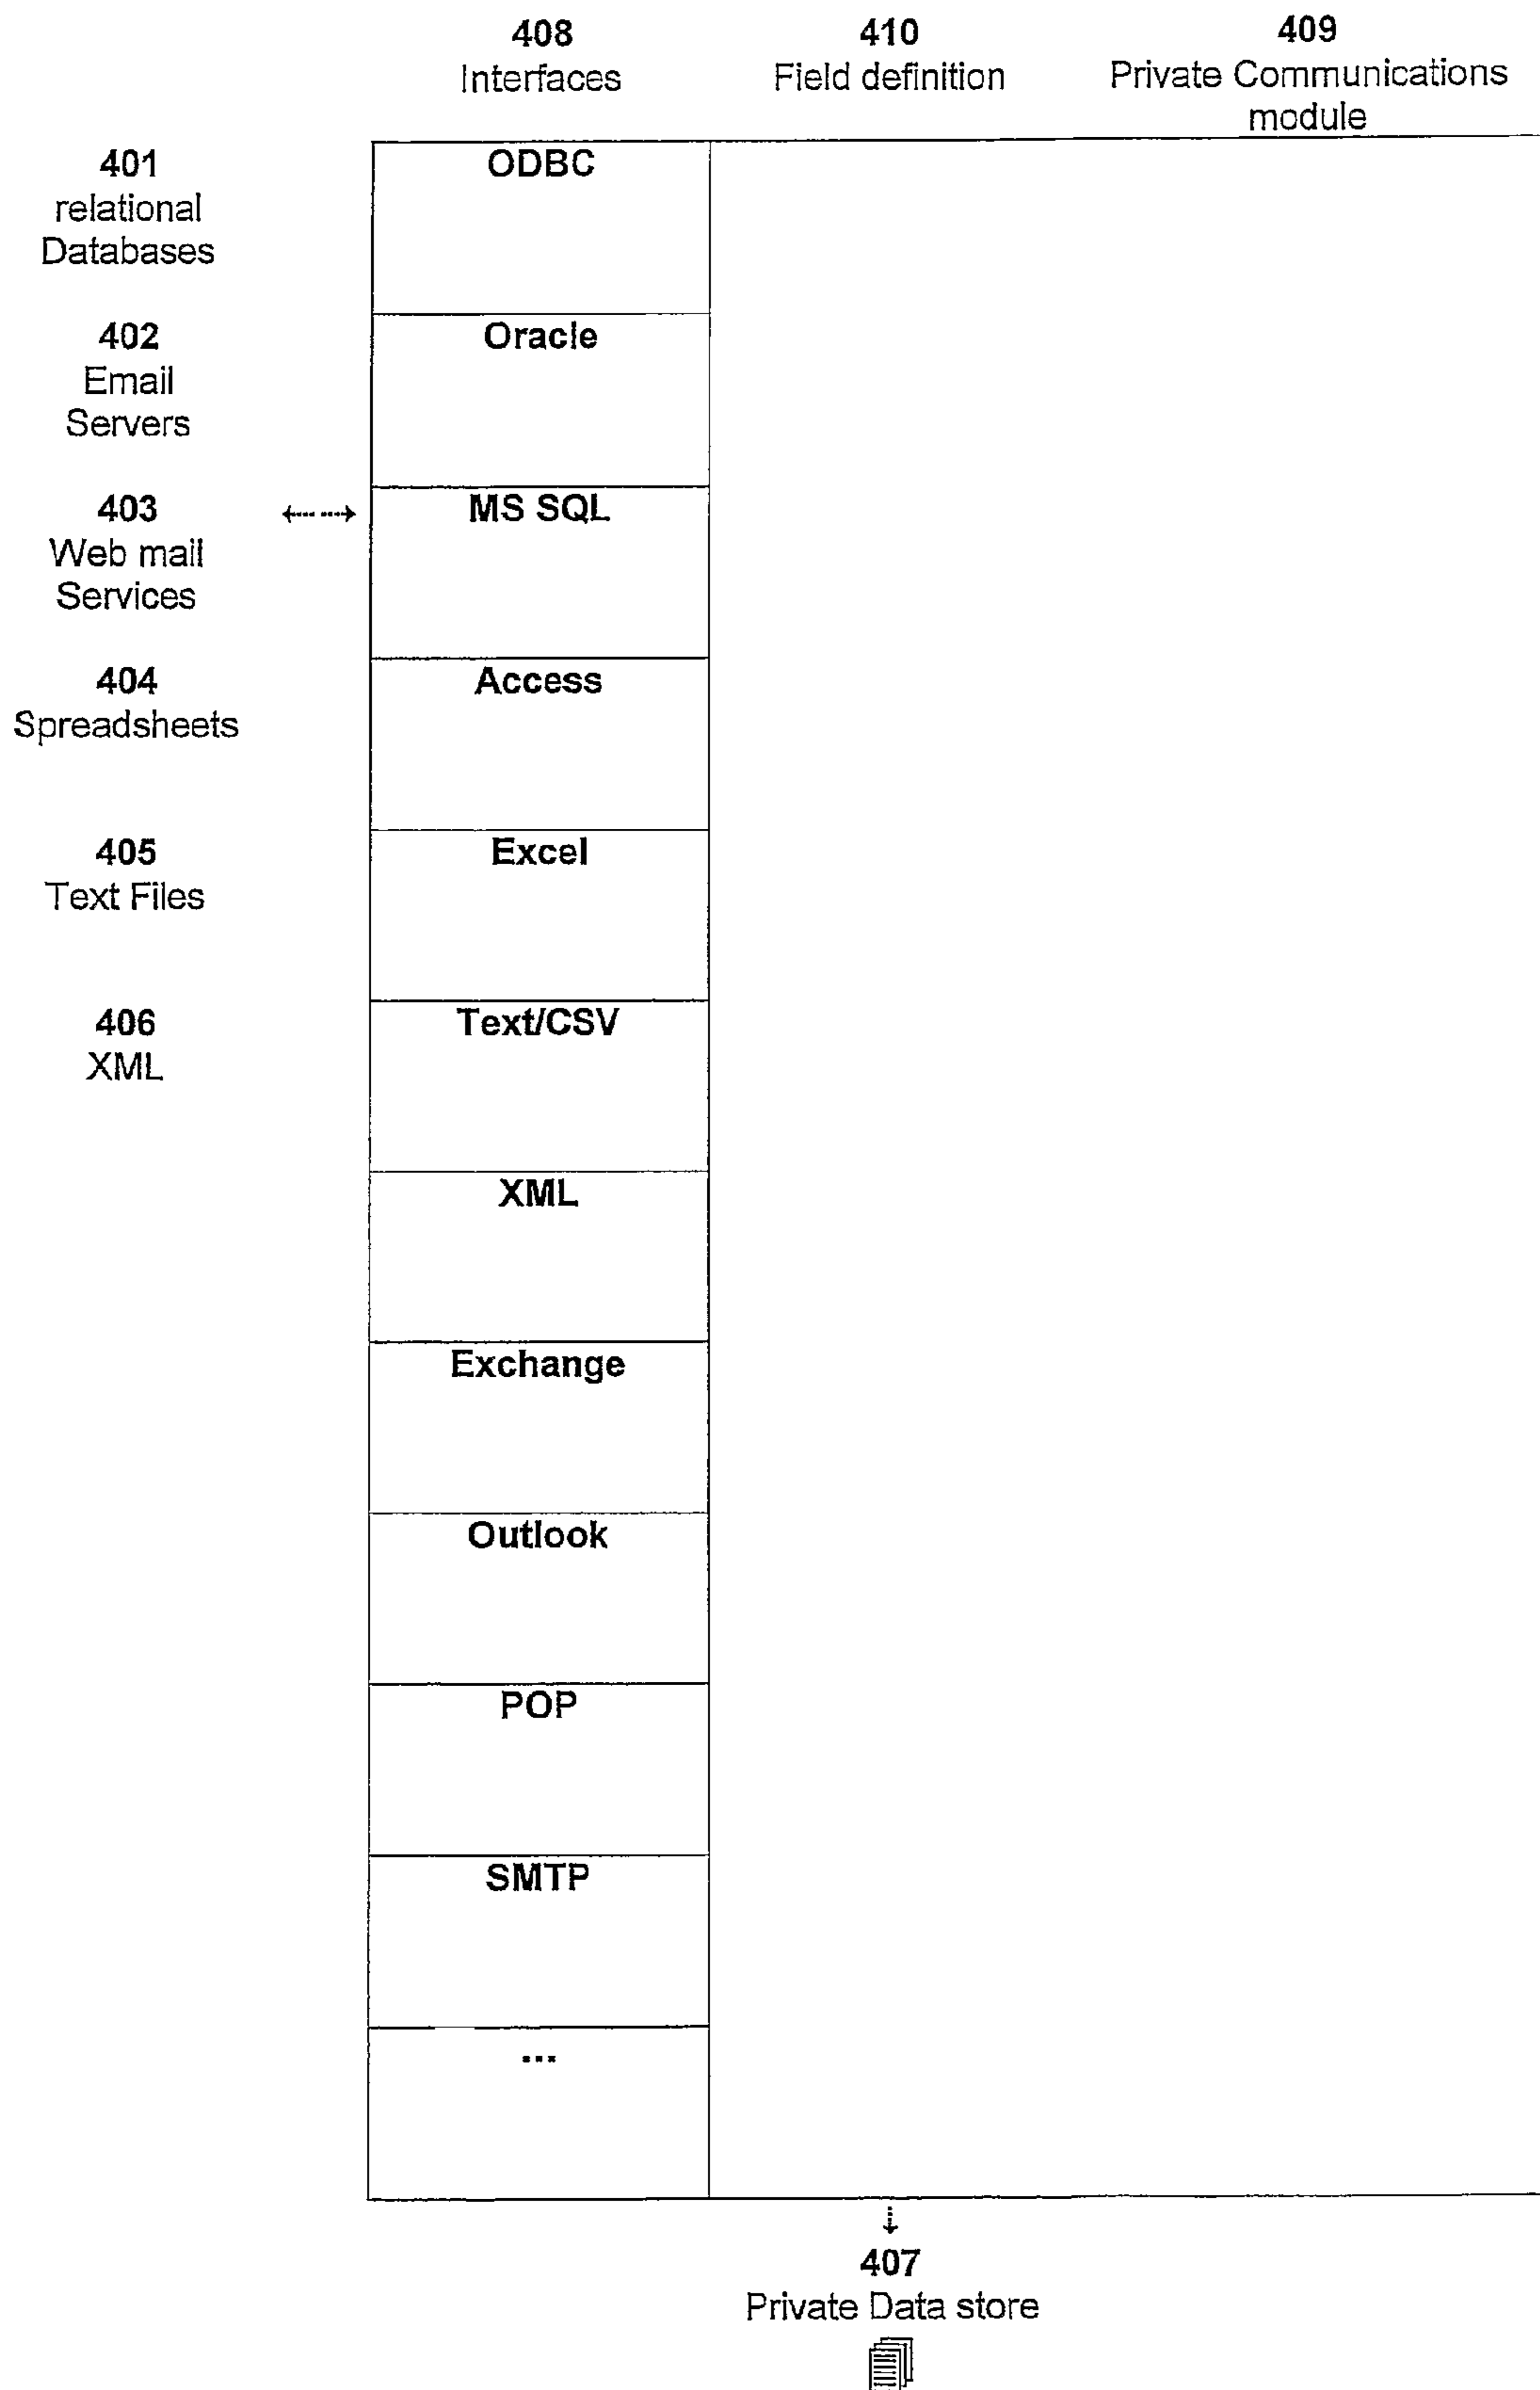 408
Interfaces
410
Field definition
409
Private Communications
module
401
relational
Databases
ODBC
402
Email
Servers
Oracle
403
Web mail
Services
MS SQL
404
Spreadsheets
Access
405
Text Files
Excel
406
XML
Text/CSV
XML
Exchange
Outlook
POP
SMTP
...
407
Private Data store